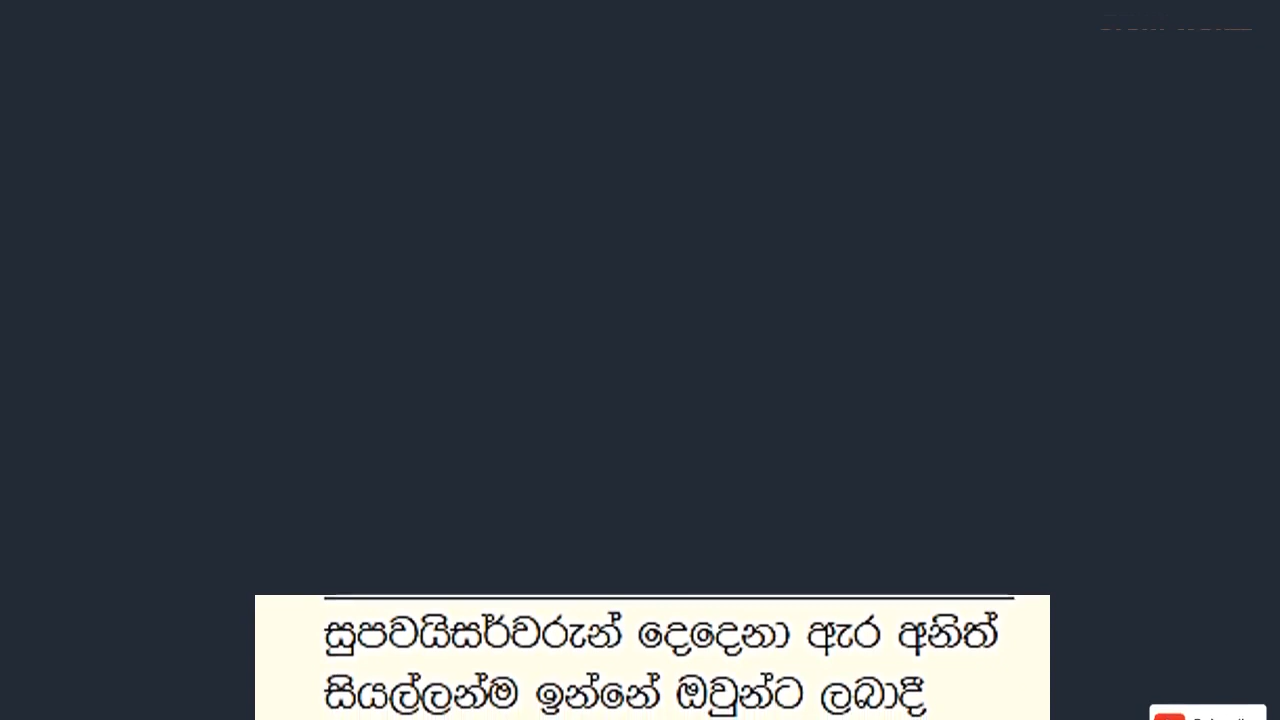 සුපවයිසර්වරුන් දෙදෙනා ඇර අනිත්
සියල්ලන්ම ඉන්නේ ඔවුන්ට ලබාදී